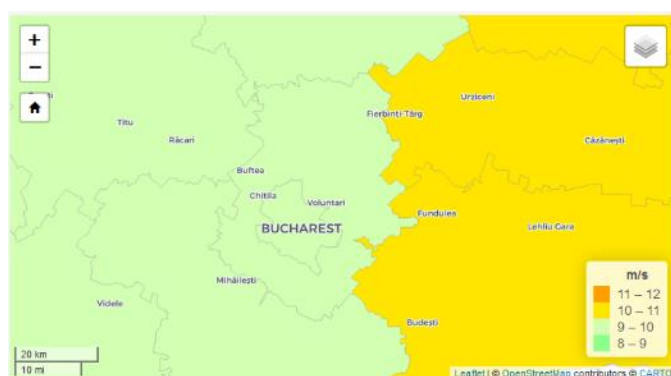 +
−
Urziceni
Titu
Fierbinți-Târg
Răcari
Căzănești
Buftea
Chitila
Voluntari
Fundulea
BUCHAREST
Lehliu Gara
Mihăilești
m/s
11 – 12
10 – 11
9 – 10
8 – 9
Videle
Budești
20 km
10 mi
Leaflet | © OpenStreetMap contributors © CARTO